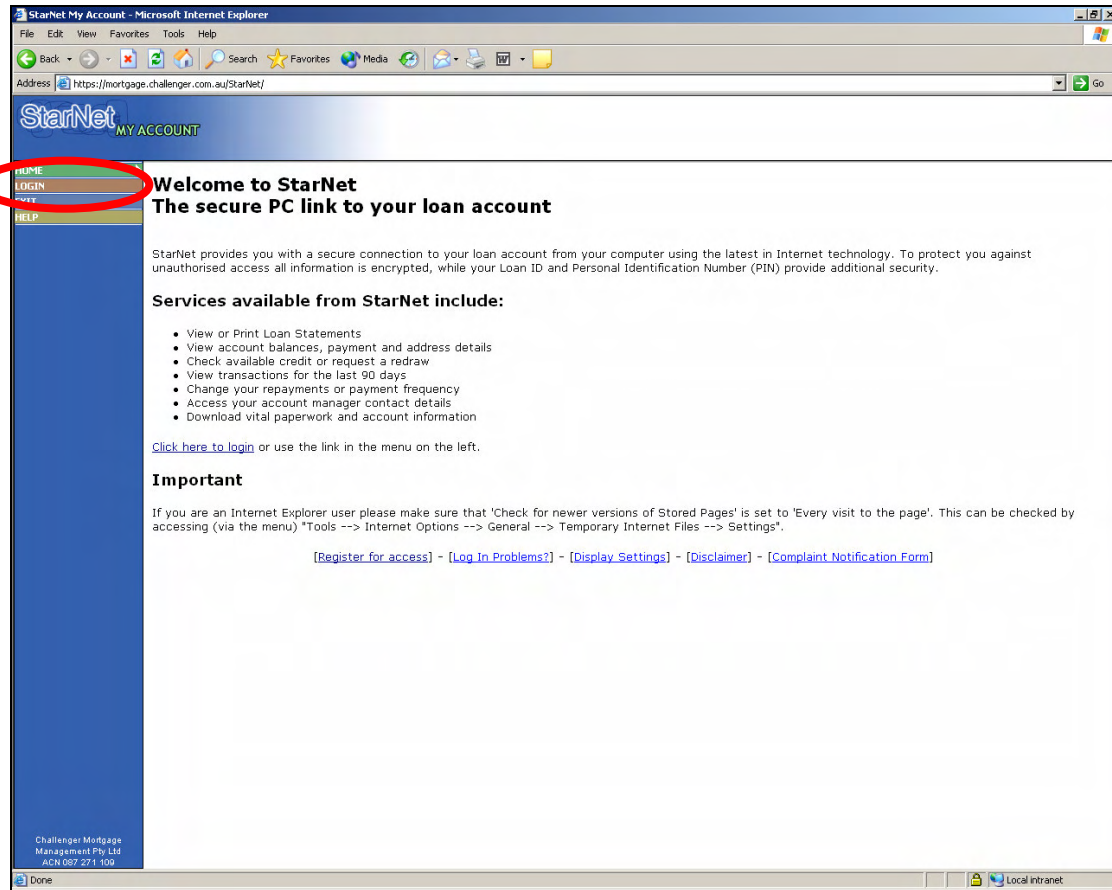 StarNet My Account - Microsoft Internet Explorer
File Edit View Favorites Tools Help
Back Search Favorites Media
Address https://mortgage.challenger.com.au/StarNet/ Go
StarNet MY ACCOUNT
HOME
LOGIN
EXIT
HELP
Welcome to StarNet
The secure PC link to your loan account
StarNet provides you with a secure connection to your loan account from your computer using the latest in Internet technology. To protect you against
unauthorised access all information is encrypted, while your Loan ID and Personal Identification Number (PIN) provide additional security.
Services available from StarNet include:
• View or Print Loan Statements
• View account balances, payment and address details
• Check available credit or request a redraw
• View transactions for the last 90 days
• Change your repayments or payment frequency
• Access your account manager contact details
• Download vital paperwork and account information
Click here to login or use the link in the menu on the left.
Important
If you are an Internet Explorer user please make sure that 'Check for newer versions of Stored Pages' is set to 'Every visit to the page'. This can be checked by
accessing (via the menu) "Tools --> Internet Options --> General --> Temporary Internet Files --> Settings".
[Register for access] - [Log In Problems?] - [Display Settings] - [Disclaimer] - [Complaint Notification Form]
Challenger Mortgage
Management Pty Ltd
ACN 087 271 109
Done Local intranet